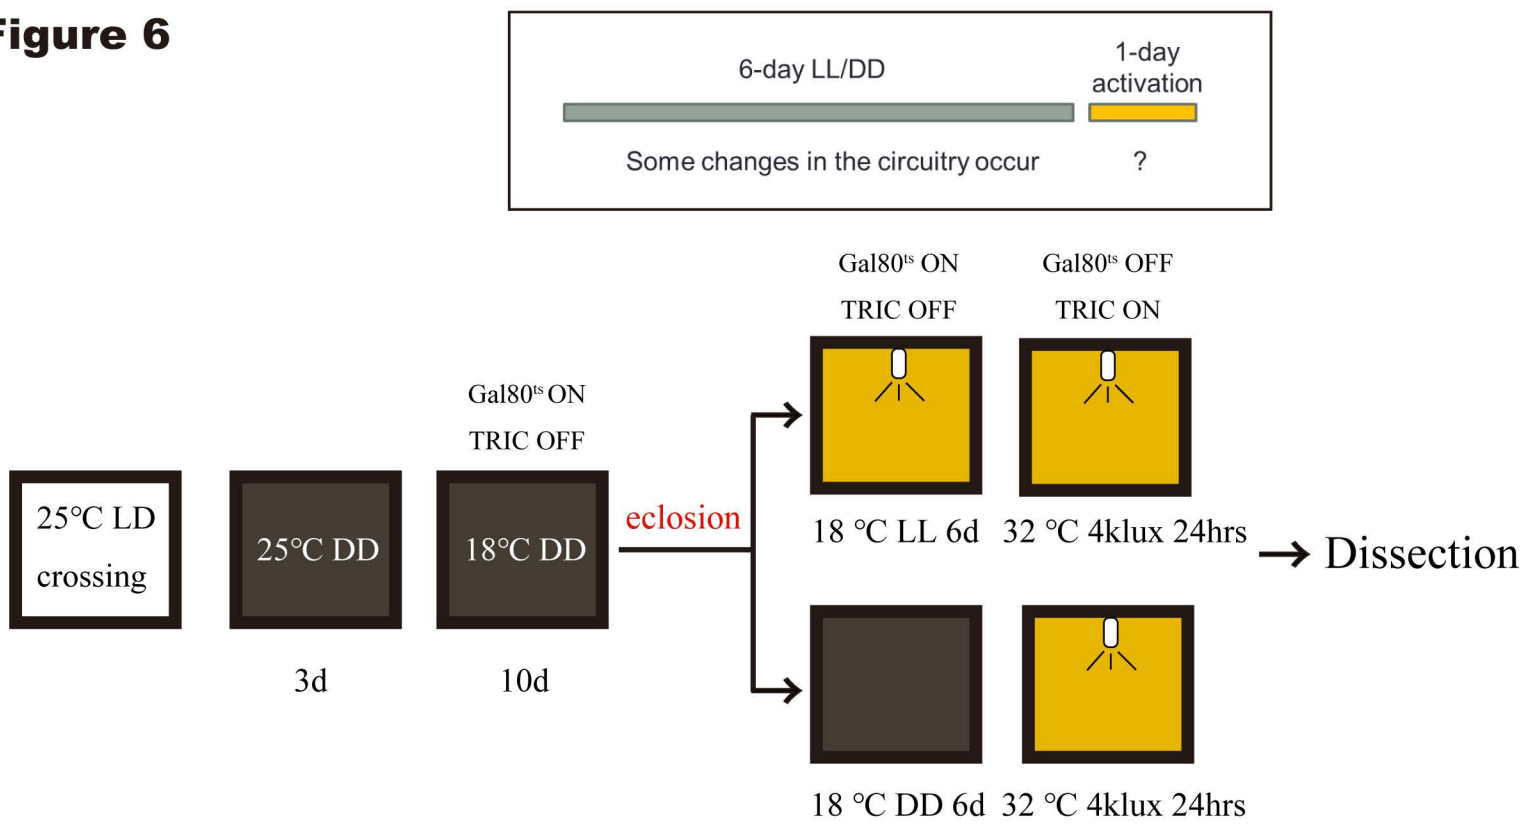 Figure 6
6-day LL/DD
1-day
activation
Some changes in the circuitry occur
?
Gal80ts ON
TRIC OFF
Gal80ts OFF
TRIC ON
Gal80ts ON
TRIC OFF
25℃ LD
crossing
25℃ DD
18℃ DD
eclosion
18 ℃ LL 6d
32 ℃ 4klux 24hrs
Dissection
3d
10d
18 ℃ DD 6d
32 ℃ 4klux 24hrs